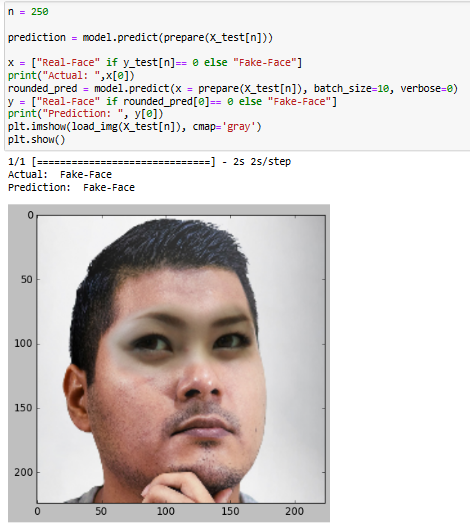 n = 250
prediction = model.predict(prepare(X_test[n]))
x = ["Real-Face" if y_test[n]== 0 else "Fake-Face"]
print("Actual: ",x[0])
rounded_pred = model.predict(x = prepare(X_test[n]), batch_size=10, verbose=0)
y = ["Real-Face" if rounded_pred[0]== 0 else "Fake-Face"]
print("Prediction: ", y[0])
plt.imshow(load_img(X_test[n]), cmap='gray')
plt.show()
1/1 [==============================] - 2s 2s/step
Actual:  Fake-Face
Prediction:  Fake-Face
0
50
100
150
200
0 50 100 150 200